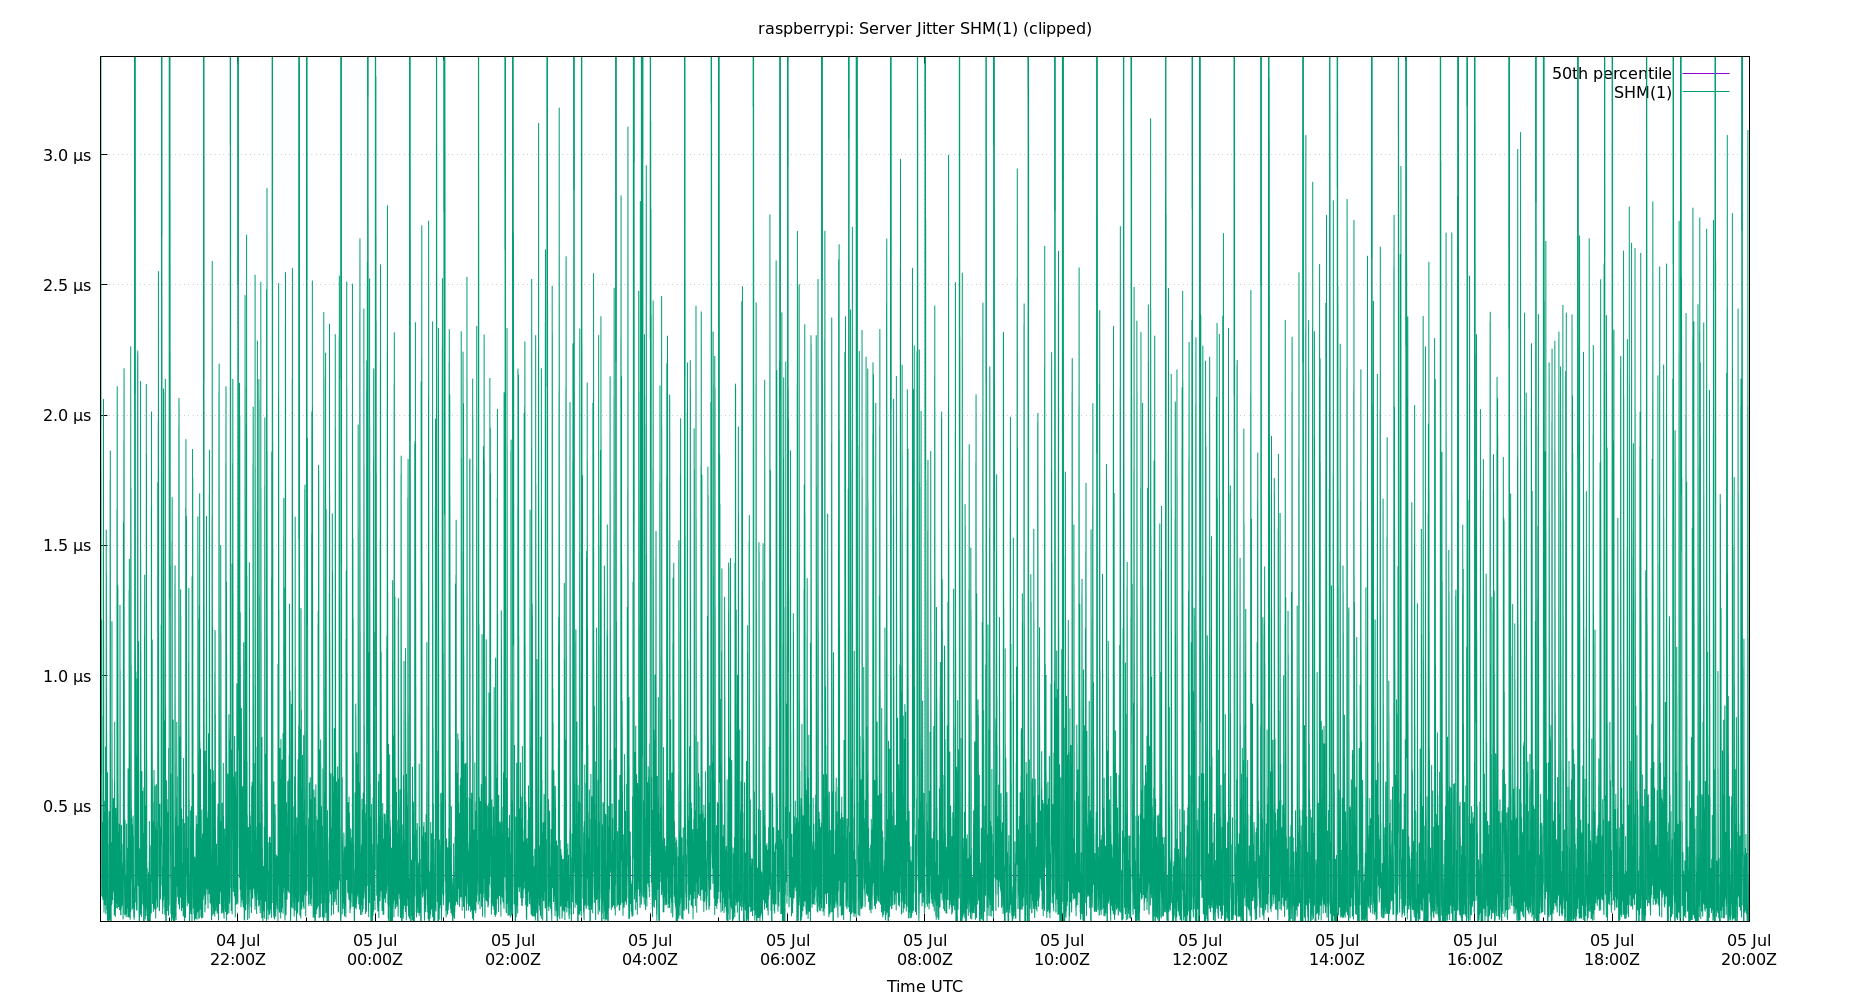 raspberrypi: Server Jitter SHM(1) (clipped)
50th percentile
SHM(1)
3.0 µs
2.5 µs
2.0 µs
1.5 µs
1.0 µs
0.5 µs
04 Jul 05 Jul 05 Jul 05 Jul 05 Jul 05 Jul 05 Jul 05 Jul 05 Jul 05 Jul 05 Jul 05 Jul
22:00Z 00:00Z 02:00Z 04:00Z 06:00Z 08:00Z 10:00Z 12:00Z 14:00Z 16:00Z 18:00Z 20:00Z
Time UTC